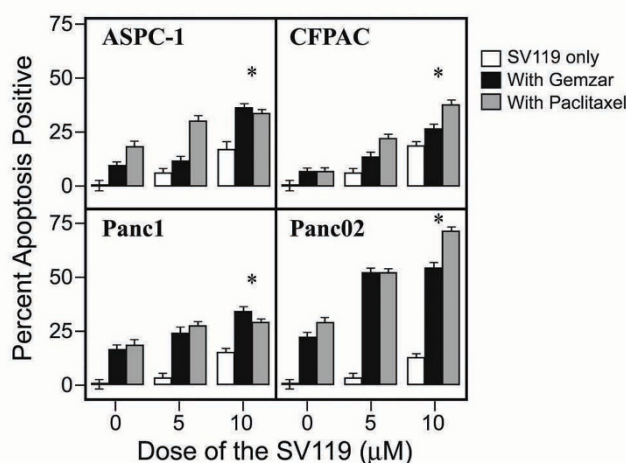 Percent Apoptosis Positive
75
50
25
0
ASPC-1
*
CFPAC
*
SV119 only
With Gemzar
With Paclitaxel
75
50
25
0
Panc1
*
Panc02
*
0 5 10 0 5 10
Dose of the SV119 (μM)